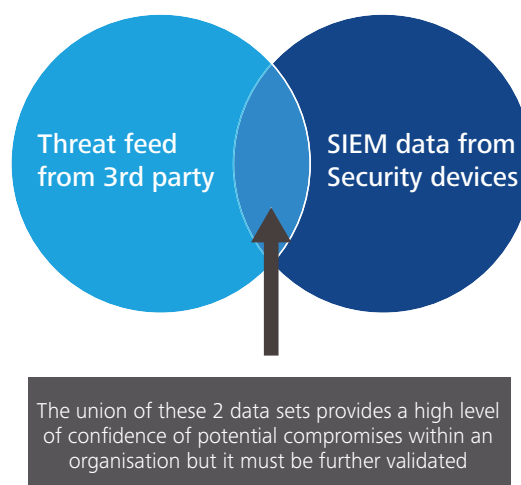 Threat feed
from 3rd party
SIEM data from
Security devices
The union of these 2 data sets provides a high level
of confidence of potential compromises within an
organisation but it must be further validated